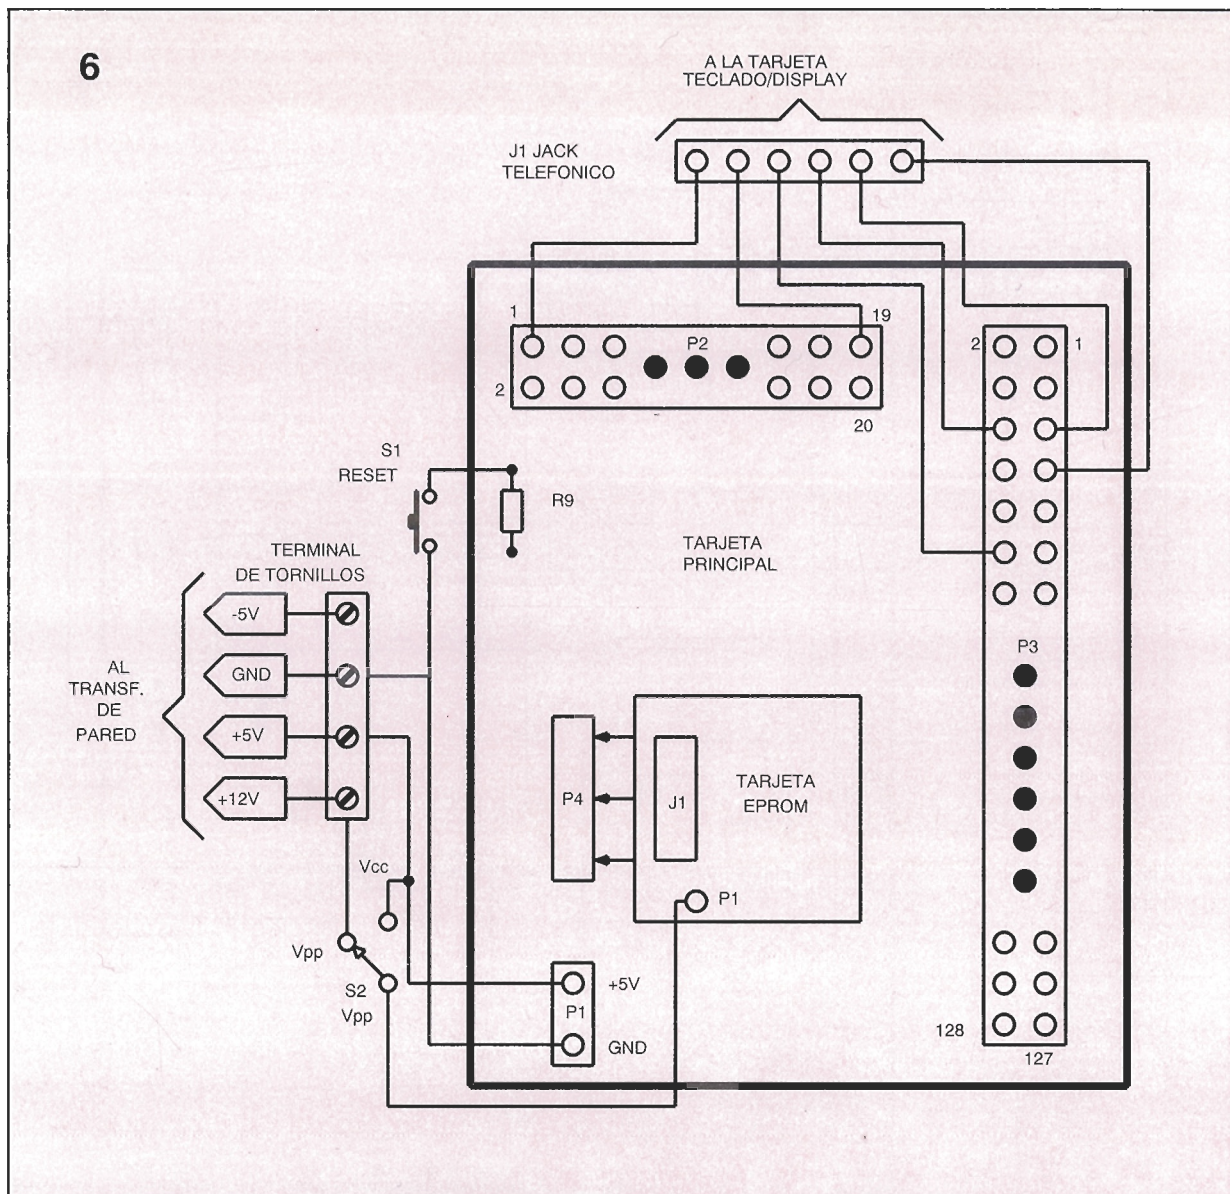 6
A LA TARJETA
TECLADO/DISPLAY
J1 JACK
TELEFONICO
1
19
P2
2
20
2
1
S1
RESET
R9
TARJETA
PRINCIPAL
TERMINAL
DE TORNILLOS
-5V
GND
+5V
+12V
AL
TRANSF.
DE
PARED
P3
P4
J1
TARJETA
EPROM
P1
Vcc
Vpp
S2
Vpp
+5V
P1
GND
128
127